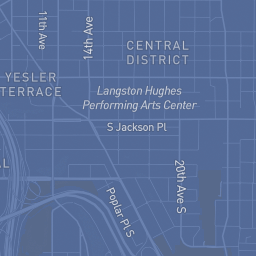 11th Ave
14th Ave
CENTRAL
DISTRICT
YESLER
TERRACE
Langston Hughes
Performing Arts Center
S Jackson Pl
AL
20th Ave S
Poplar Pl S